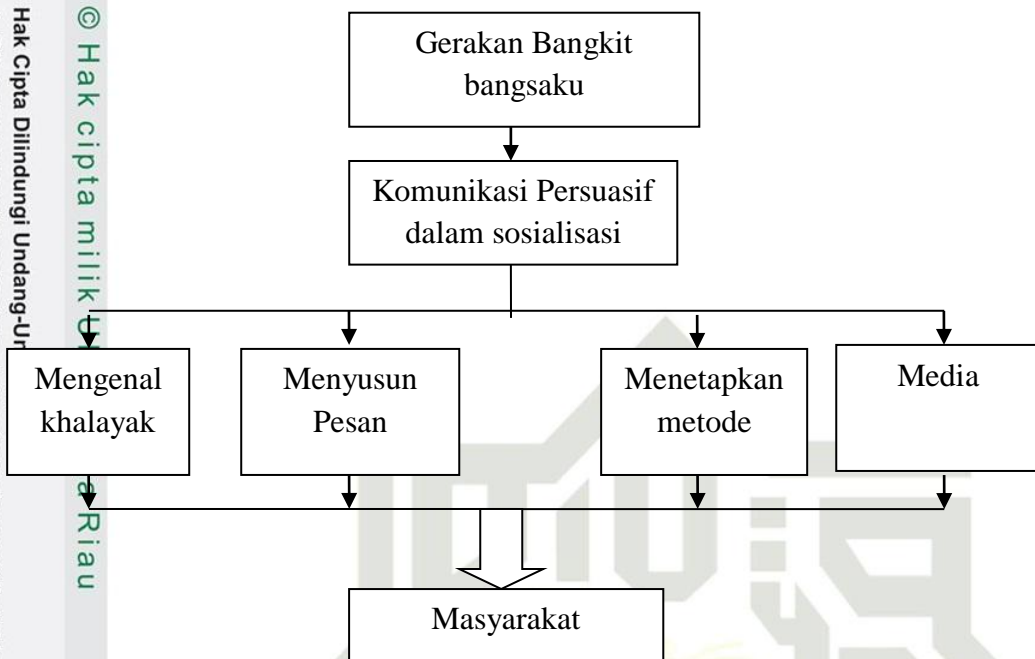 Gerakan Bangkit
bangsaku
Komunikasi Persuasif
dalam sosialisasi
Mengenal
khalayak
Menyusun
Pesan
Menetapkan
metode
Media
Masyarakat
© Hak cipta milik U
a Riau
Hak Cipta Dilindungi Undang-Un